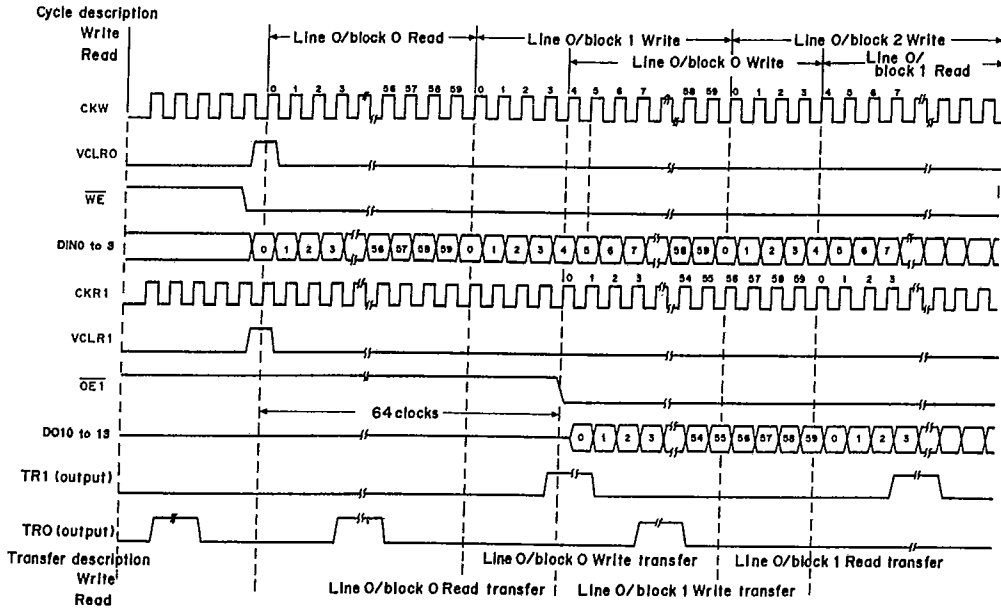 Cycle description
Write
Read
Line 0/block 0 Read
Line 0/block 1 Write
Line 0/block 2 Write
Line 0/block 0 Write
Line 0/
block 1 Read
CKW
0 1 2 3 56 57 58 59 0 1 2 3 4 5 6 7 58 59 0 1 2 3 4 5 6 7
VCLR0
WE
DIN0 to 3
0 1 2 3 56 57 58 59 0 1 2 3 4 5 6 7 58 59 0 1 2 3 4 5 6 7
0 1 2 3 54 55 56 57 58 59 0 1 2 3
CKR1
VCLR1
OE1
64 clocks
DO10 to 13
0 1 2 3 54 55 56 57 58 59 0 1 2 3
TR1 (output)
TR0 (output)
Transfer description
Write
Read
Line 0/block 0 Write transfer
Line 0/block 1 Read transfer
Line 0/block 0 Read transfer
Line 0/block 1 Write transfer